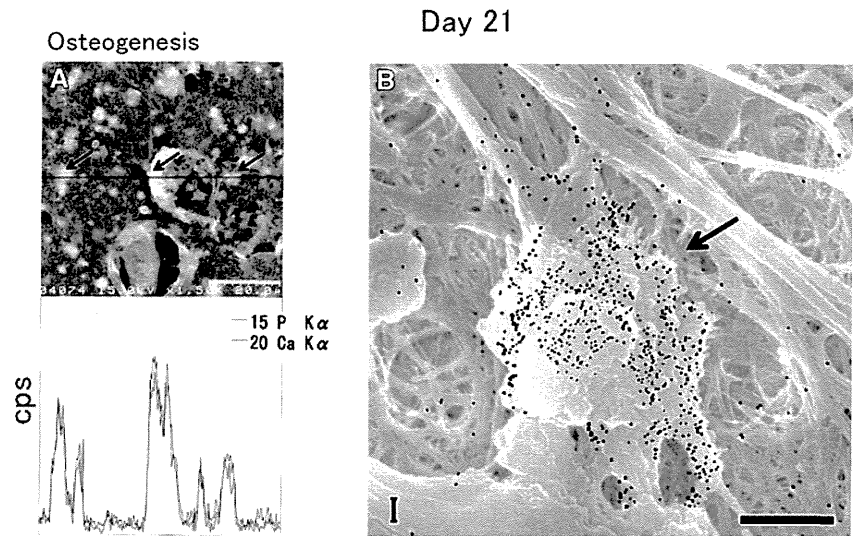 Day 21
Osteogenesis
A
B
15 P Kα
20 Ca Kα
cps
I